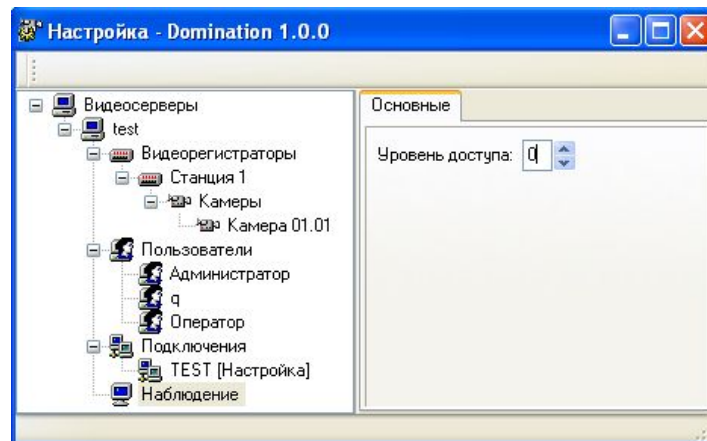 Настройка - Domination 1.0.0
Видеосерверы
test
Видеорегистраторы
Станция 1
Камеры
Камера 01.01
Пользователи
Администратор
q
Оператор
Подключения
TEST [Настройка]
Наблюдение
Основные
Уровень доступа: 0